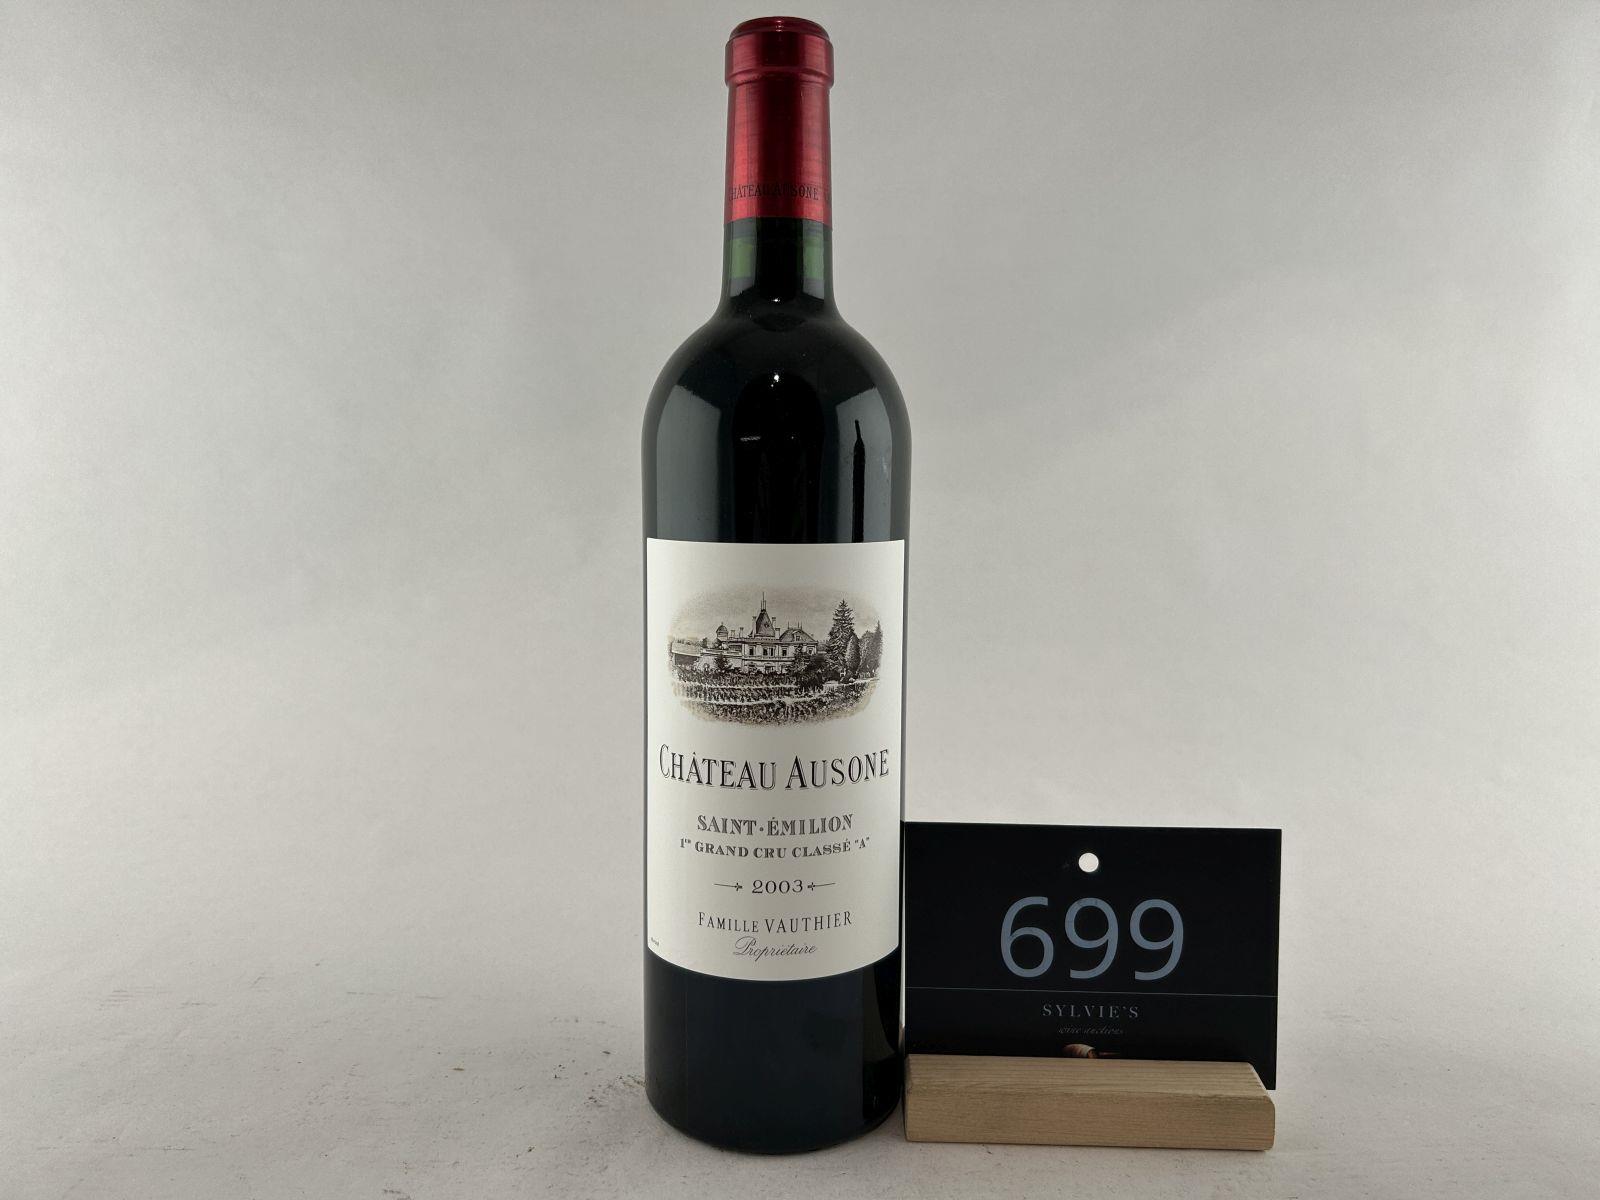 CHÂTEAU AUSONE
CHÂTEAU AUSONE
SAINT·ÉMILION
1er GRAND CRU CLASSÉ "A"
2003
FAMILLE VAUTHIER
Propriétaire
699
SYLVIE'S
wine auctions